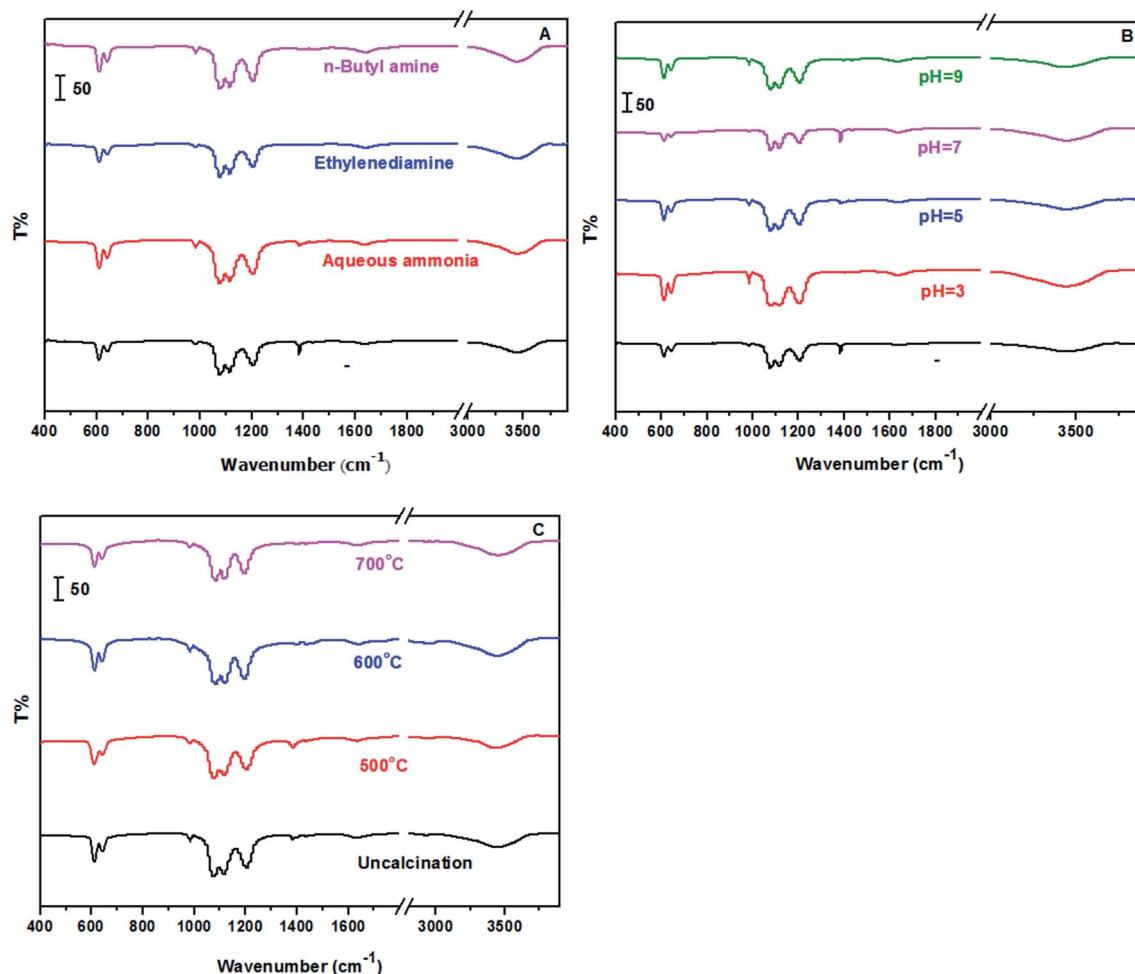 A
n-Butyl amine
50
Ethylenediamine
Aqueous ammonia
-
T%
400 600 800 1000 1200 1400 1600 1800 3000 3500
Wavenumber (cm-1)
B
pH=9
50
pH=7
pH=5
pH=3
-
T%
400 600 800 1000 1200 1400 1600 1800 3000 3500
Wavenumber (cm-1)
C
700°C
50
600°C
500°C
Uncalcination
T%
400 600 800 1000 1200 1400 1600 3000 3500
Wavenumber (cm-1)